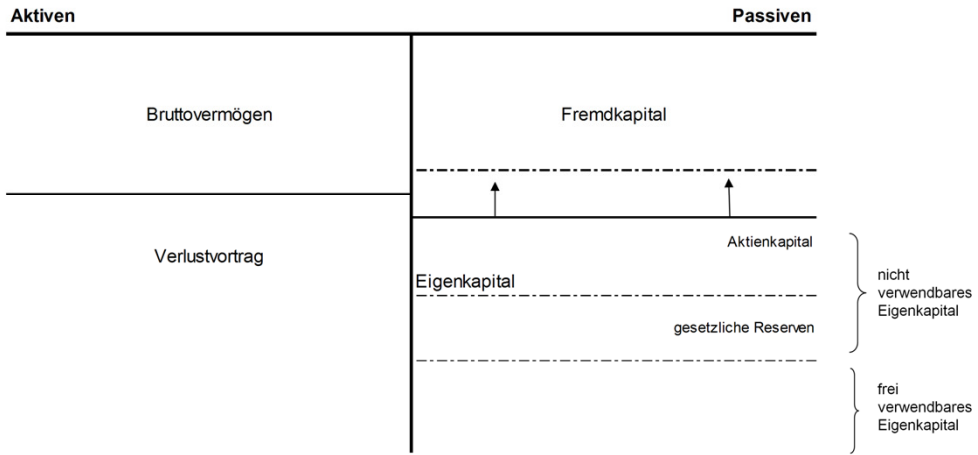 Aktiven
Passiven
Bruttovermögen
Fremdkapital
Verlustvortrag
Aktienkapital
Eigenkapital
gesetzliche Reserven
nicht
verwendbares
Eigenkapital
frei
verwendbares
Eigenkapital